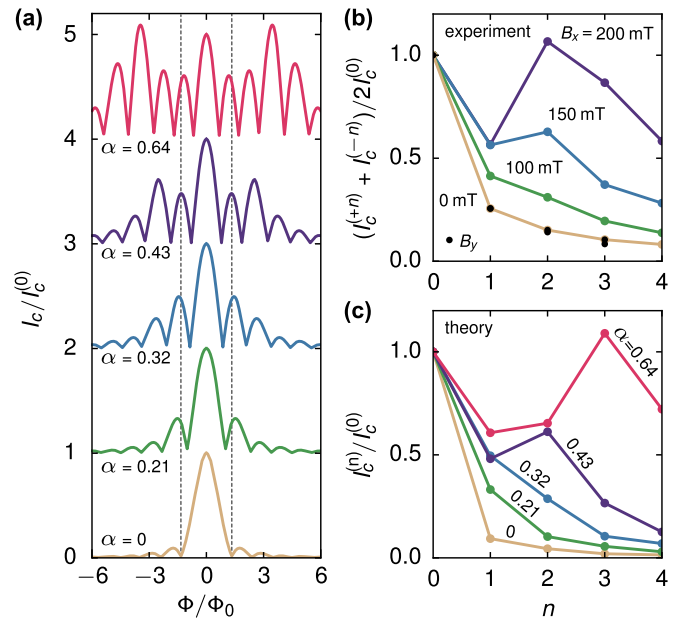 (a)
5
4
3
2
1
0
I_c/I_c^(0)
α = 0.64
α = 0.43
α = 0.32
α = 0.21
α = 0
−6 −3 0 3 6
Φ/Φ_0
(b)
experiment
B_x = 200 mT
150 mT
100 mT
0 mT
B_y
1.0
0.5
0.0
(I_c^(+n) + I_c^(−n))/2I_c^(0)
0 1 2 3 4
(c)
theory
α=0.64
0.43
0.32
0.21
0
1.0
0.5
0.0
I_c^(n)/I_c^(0)
0 1 2 3 4
n